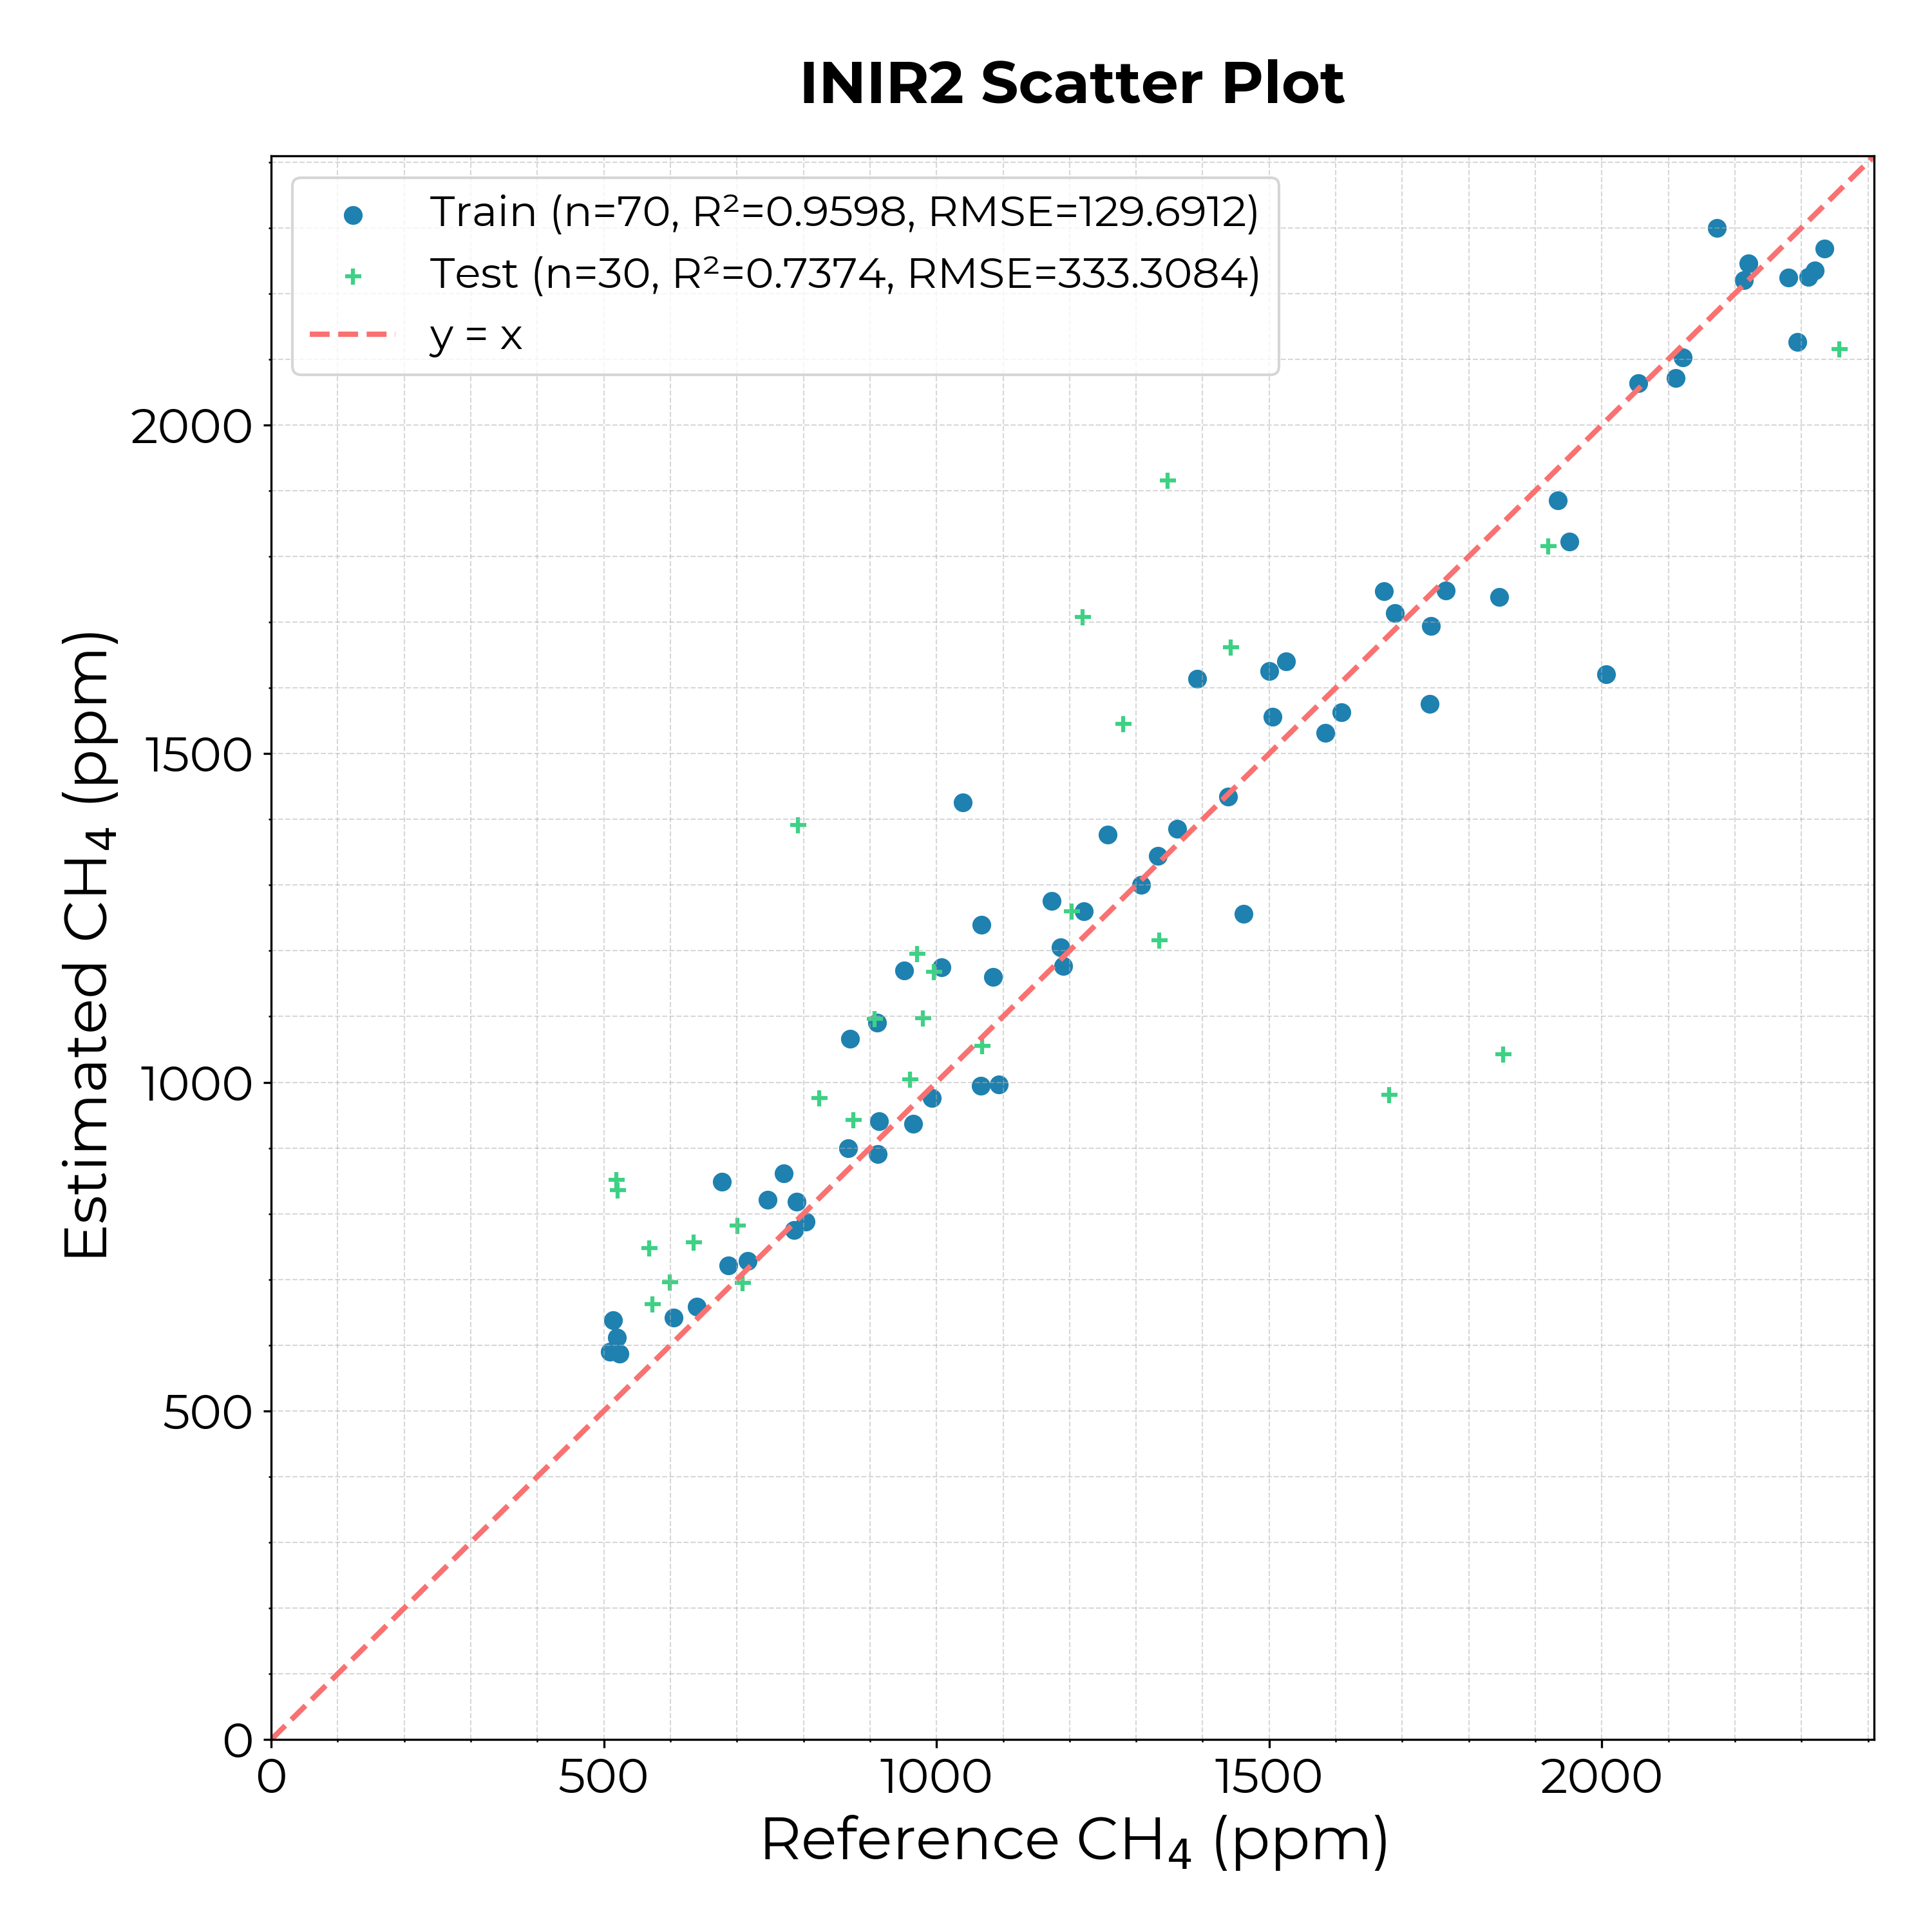 INIR2 Scatter Plot
Train (n=70, R²=0.9598, RMSE=129.6912)
Test (n=30, R²=0.7374, RMSE=333.3084)
y = x
Estimated CH₄ (ppm)
2000
1500
1000
500
0
0 500 1000 1500 2000
Reference CH₄ (ppm)